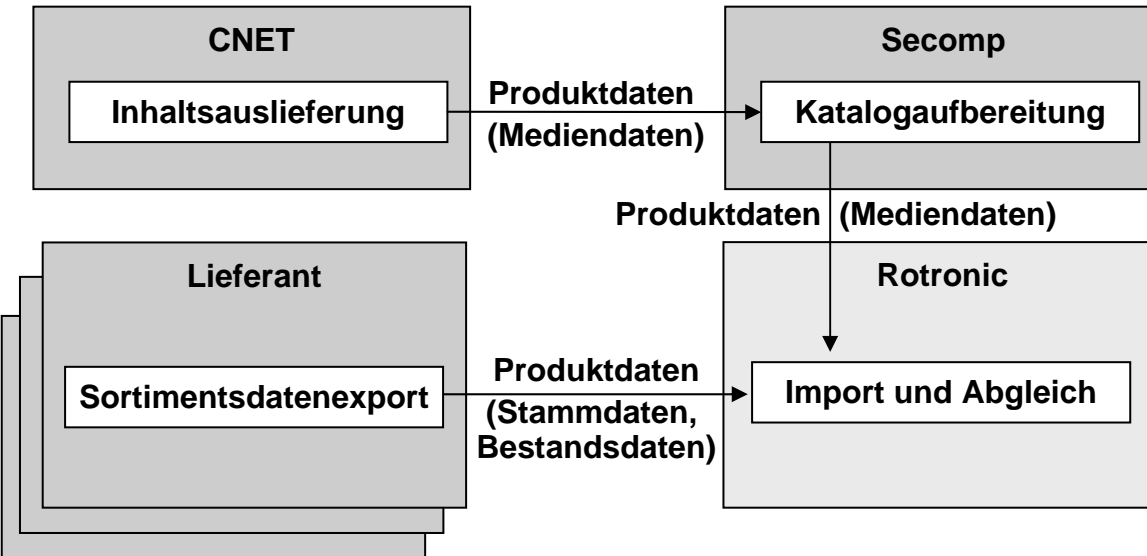 CNET
Inhaltsauslieferung
Produktdaten
(Mediendaten)
Secomp
Katalogaufbereitung
Produktdaten (Mediendaten)
Lieferant
Sortimentsdatenexport
Produktdaten
(Stammdaten,
Bestandsdaten)
Rotronic
Import und Abgleich